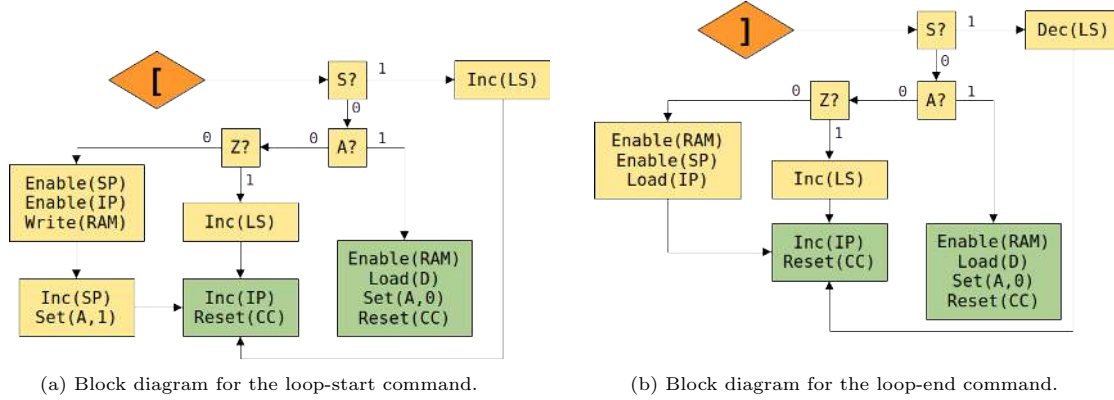 [
S?
1
Inc(LS)
0
Z?
0
0
A?
1
1
Enable(SP)
Enable(IP)
Write(RAM)
Inc(LS)
Enable(RAM)
Load(D)
Set(A,0)
Reset(CC)
Inc(SP)
Set(A,1)
Inc(IP)
Reset(CC)
(a) Block diagram for the loop-start command.
]
S?
1
Dec(LS)
0
0
Z?
0
A?
1
1
Enable(RAM)
Enable(SP)
Load(IP)
Inc(LS)
Inc(IP)
Reset(CC)
Enable(RAM)
Load(D)
Set(A,0)
Reset(CC)
(b) Block diagram for the loop-end command.